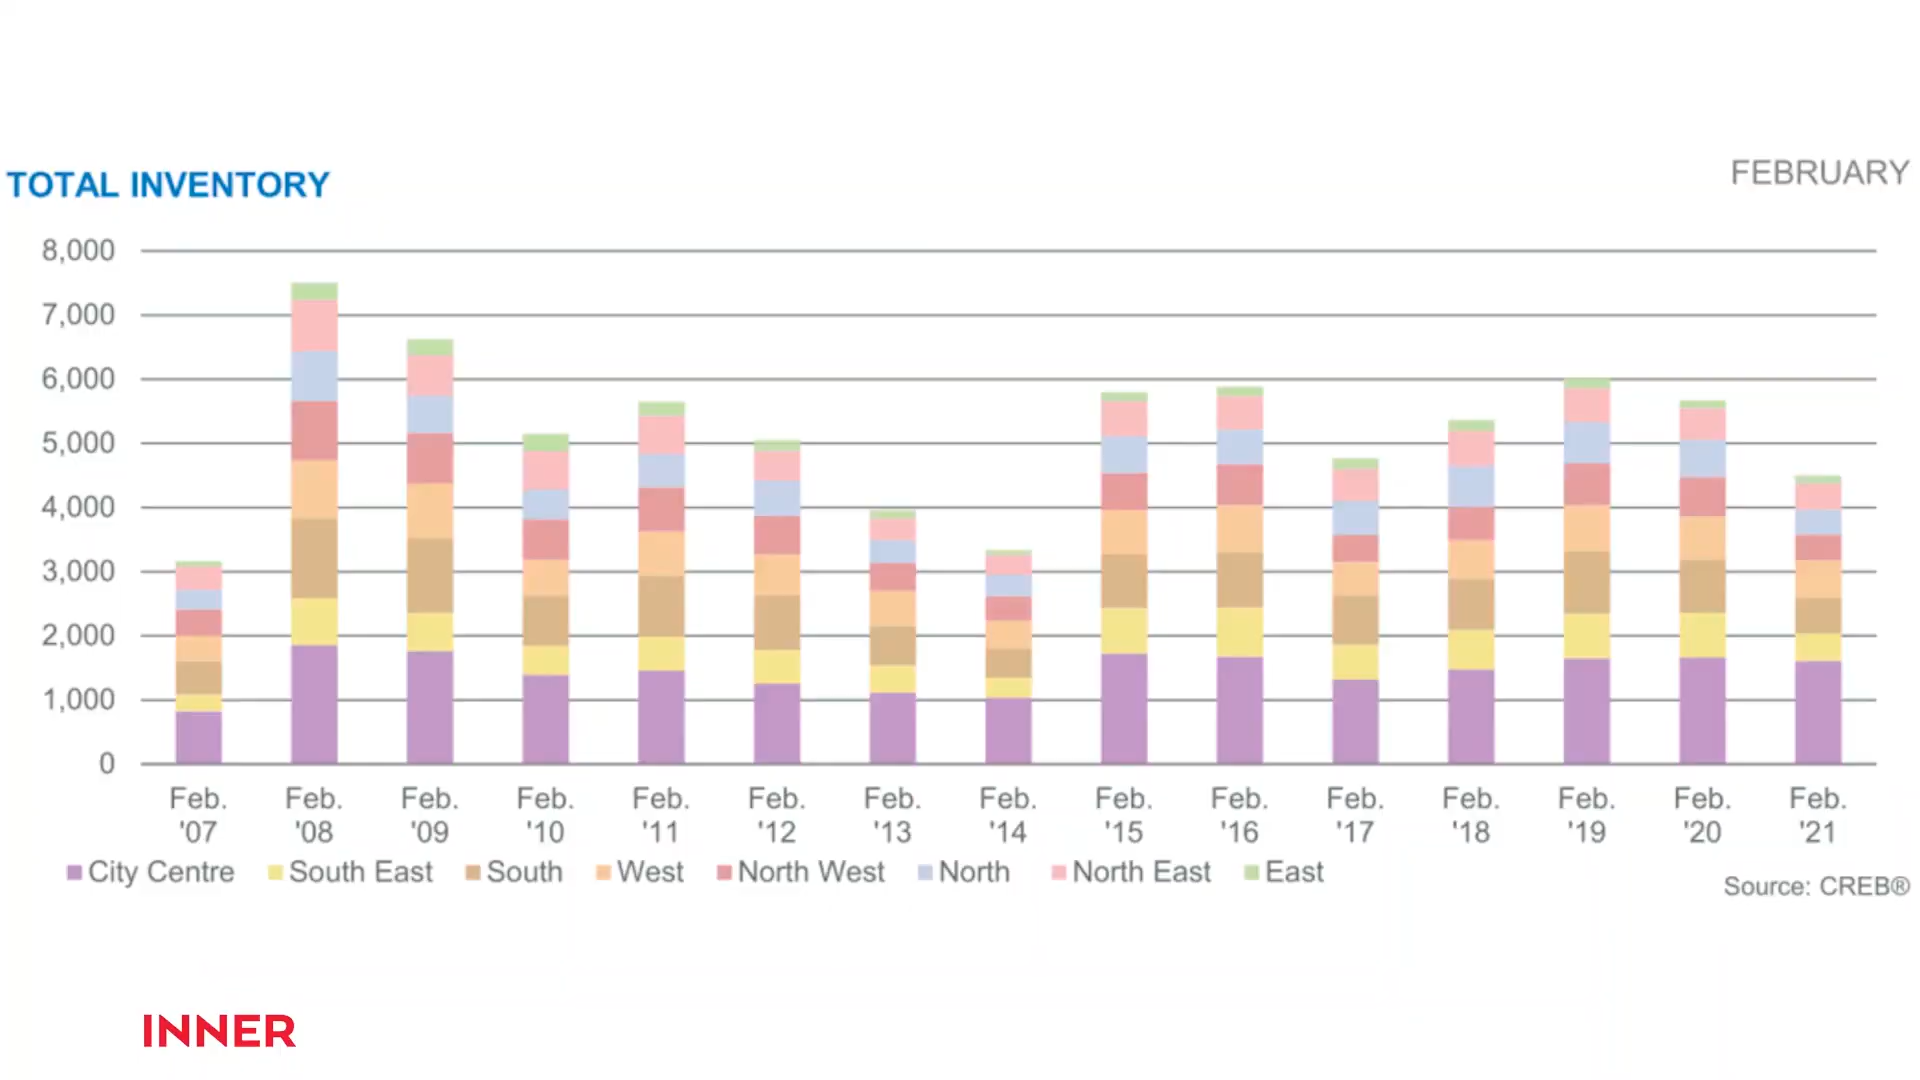 TOTAL INVENTORY
FEBRUARY
8,000
7,000
6,000
5,000
4,000
3,000
2,000
1,000
0
Feb. Feb. Feb. Feb. Feb. Feb. Feb. Feb. Feb. Feb. Feb. Feb. Feb. Feb. Feb.
'07 '08 '09 '10 '11 '12 '13 '14 '15 '16 '17 '18 '19 '20 '21
City Centre South East South West North West North North East East
Source: CREB®
INNER